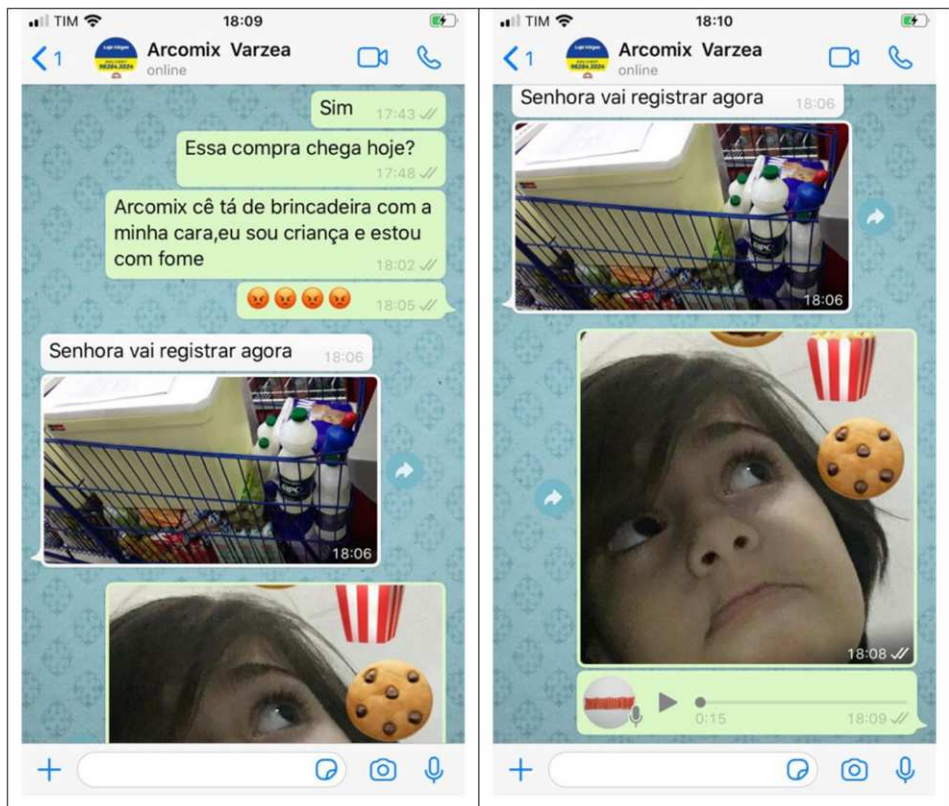 TIM 18:09
1 Arcomix Varzea
online
Sim 17:43
Essa compra chega hoje?
17:48
Arcomix cê tá de brincadeira com a
minha cara,eu sou criança e estou
com fome 18:02
18:05
Senhora vai registrar agora 18:06
18:06
TIM 18:10
1 Arcomix Varzea
online
Senhora vai registrar agora 18:06
18:06
18:08
0:15 18:09